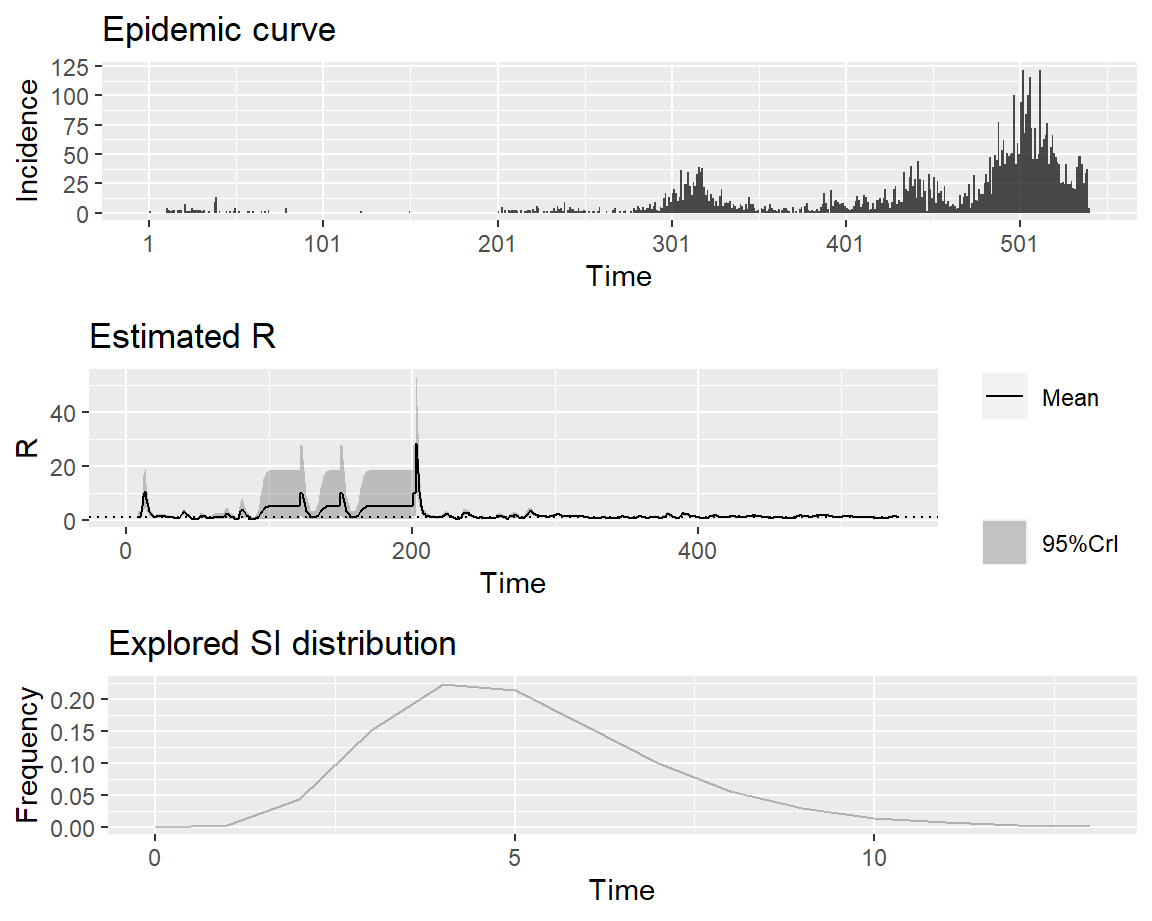 Epidemic curve
125
100
75
50
25
0
Incidence
1 101 201 301 401 501
Time
Estimated R
40
20
0
R
0 200 400
Time
Mean
95%CrI
Explored SI distribution
0.20
0.15
0.10
0.05
0.00
Frequency
0 5 10
Time